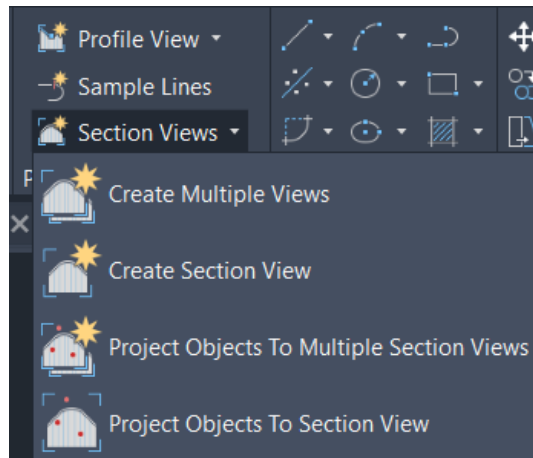 Profile View
Sample Lines
Section Views
P
Create Multiple Views
Create Section View
Project Objects To Multiple Section Views
Project Objects To Section View